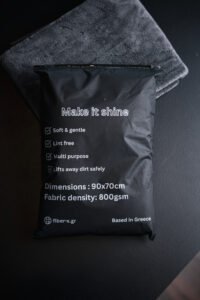 Make it shine
Soft & gentle
Lint free
Multi purpose
Lifts away dirt safely
Dimensions : 90x70cm
Fabric density: 800gsm
fiberx.gr
Based in Greece